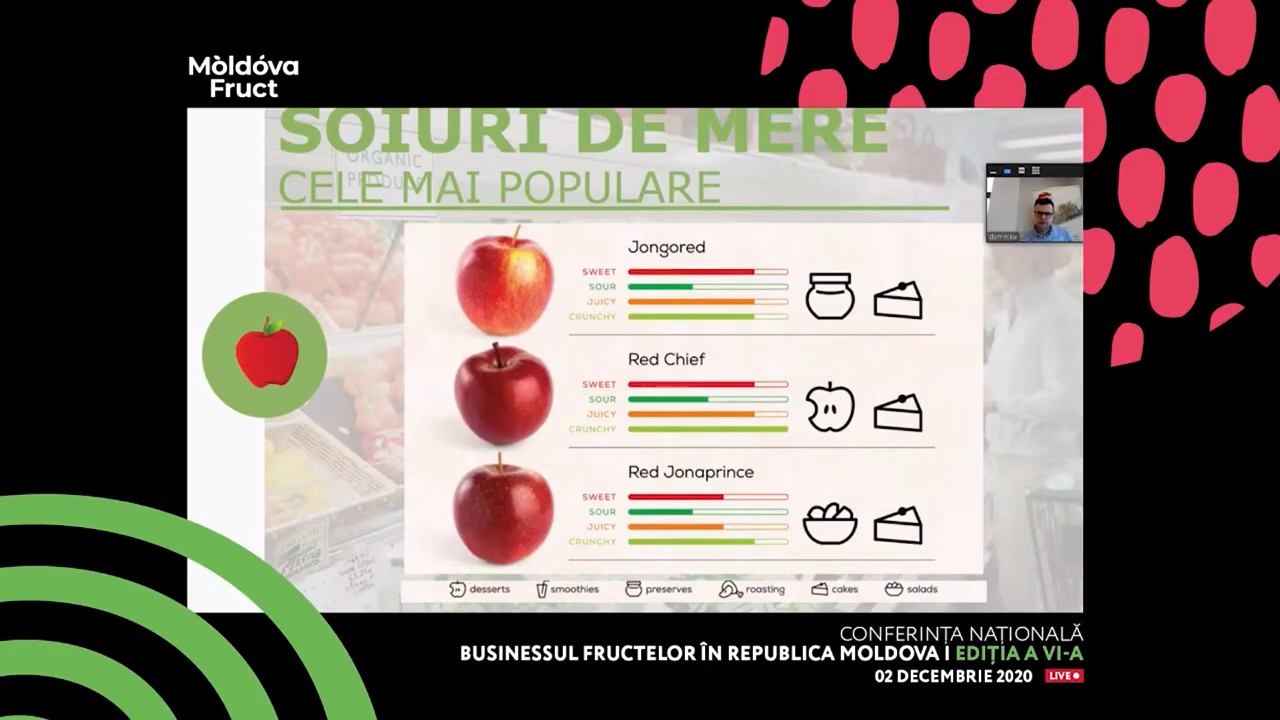 Mòldóva
Fruct
SOIURI DE MERE
ORGANIC
CELE MAI POPULARE
Jongored
SWEET
SOUR
JUICY
CRUNCHY
Red Chief
SWEET
SOUR
JUICY
CRUNCHY
Red Jonaprince
SWEET
SOUR
JUICY
CRUNCHY
desserts smoothies preserves roasting cakes salads
CONFERINȚA NAȚIONALĂ
BUSINESSUL FRUCTELOR ÎN REPUBLICA MOLDOVA I EDIȚIA A VI-A
02 DECEMBRIE 2020 LIVE